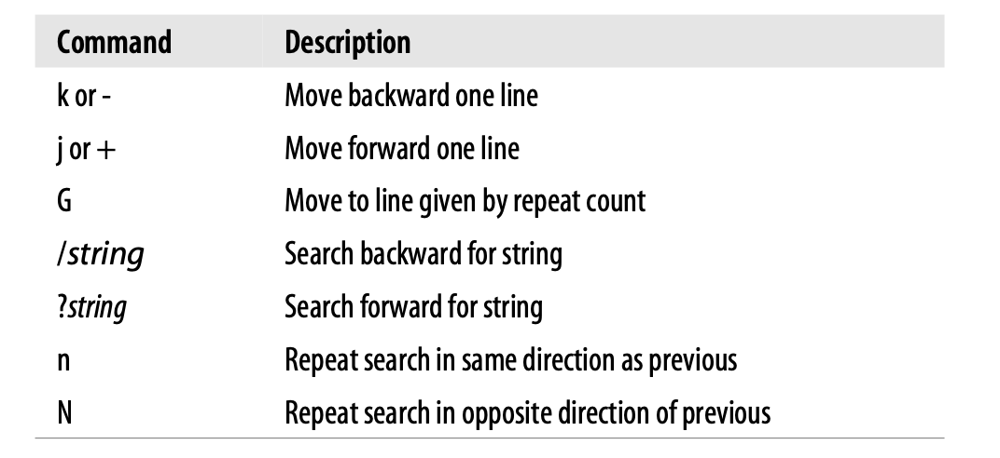 Command Description
k or - Move backward one line
j or + Move forward one line
G Move to line given by repeat count
/string Search backward for string
?string Search forward for string
n Repeat search in same direction as previous
N Repeat search in opposite direction of previous